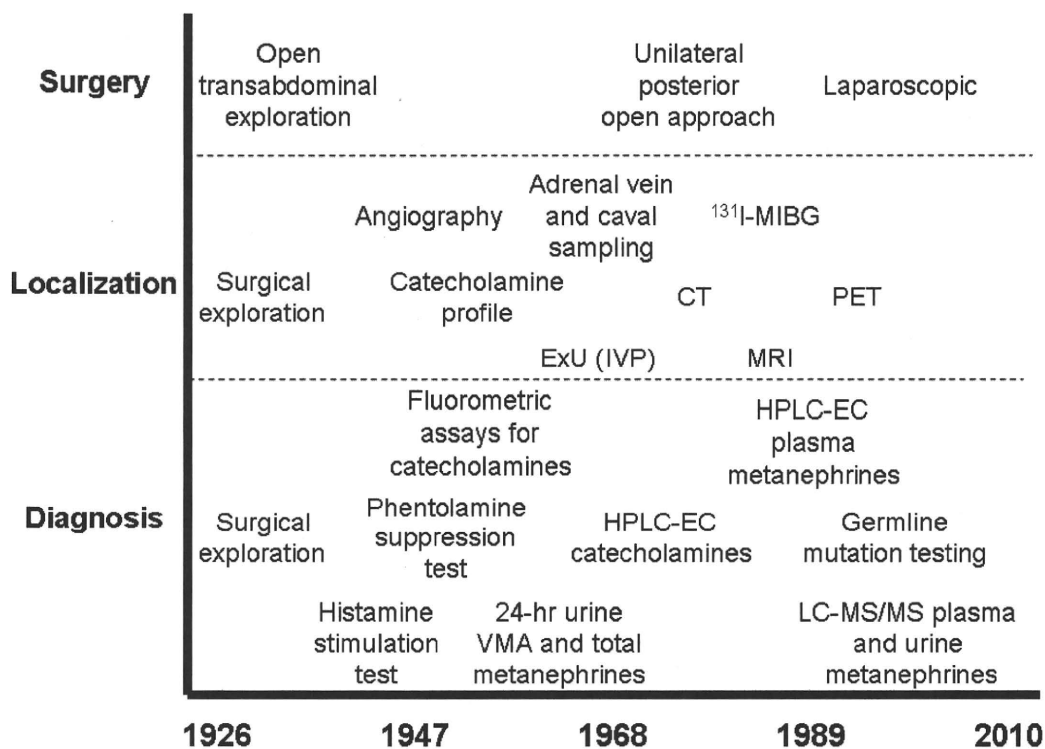 Surgery
Open
transabdominal
exploration
Unilateral
posterior
open approach
Laparoscopic
Localization
Angiography
Adrenal vein
and caval
sampling
¹³¹I-MIBG
Surgical
exploration
Catecholamine
profile
CT
PET
ExU (IVP)
MRI
Diagnosis
Fluorometric
assays for
catecholamines
HPLC-EC
plasma
metanephrines
Surgical
exploration
Phentolamine
suppression
test
HPLC-EC
catecholamines
Germline
mutation testing
Histamine
stimulation
test
24-hr urine
VMA and total
metanephrines
LC-MS/MS plasma
and urine
metanephrines
1926 1947 1968 1989 2010